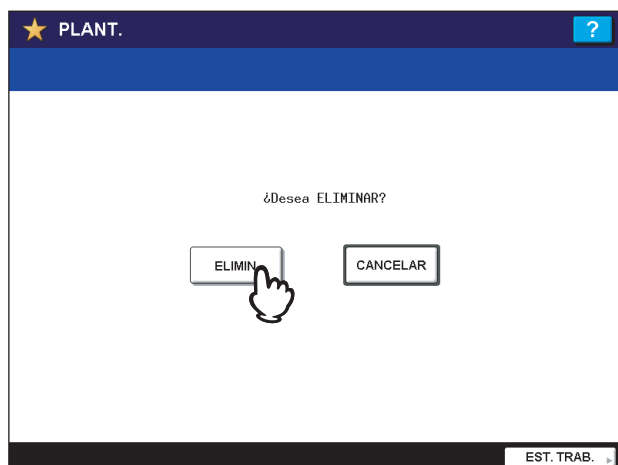 PLANT.
?
¿Desea ELIMINAR?
ELIMIN.
CANCELAR
EST. TRAB.